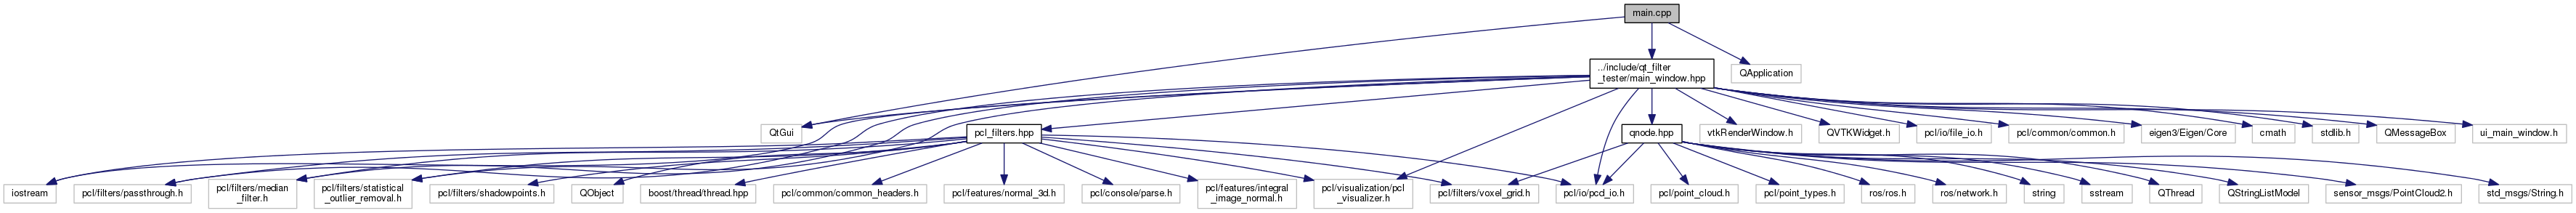 main.cpp
../include/qt_filter
_tester/main_window.hpp
QApplication
QtGui
pcl_filters.hpp
qnode.hpp
vtkRenderWindow.h
QVTKWidget.h
pcl/io/file_io.h
pcl/common/common.h
eigen3/Eigen/Core
cmath
stdlib.h
QMessageBox
ui_main_window.h
iostream
pcl/filters/passthrough.h
pcl/filters/median
_filter.h
pcl/filters/statistical
_outlier_removal.h
pcl/filters/shadowpoints.h
QObject
boost/thread/thread.hpp
pcl/common/common_headers.h
pcl/features/normal_3d.h
pcl/console/parse.h
pcl/features/integral
_image_normal.h
pcl/visualization/pcl
_visualizer.h
pcl/filters/voxel_grid.h
pcl/io/pcd_io.h
pcl/point_cloud.h
pcl/point_types.h
ros/ros.h
ros/network.h
string
sstream
QThread
QStringListModel
sensor_msgs/PointCloud2.h
std_msgs/String.h